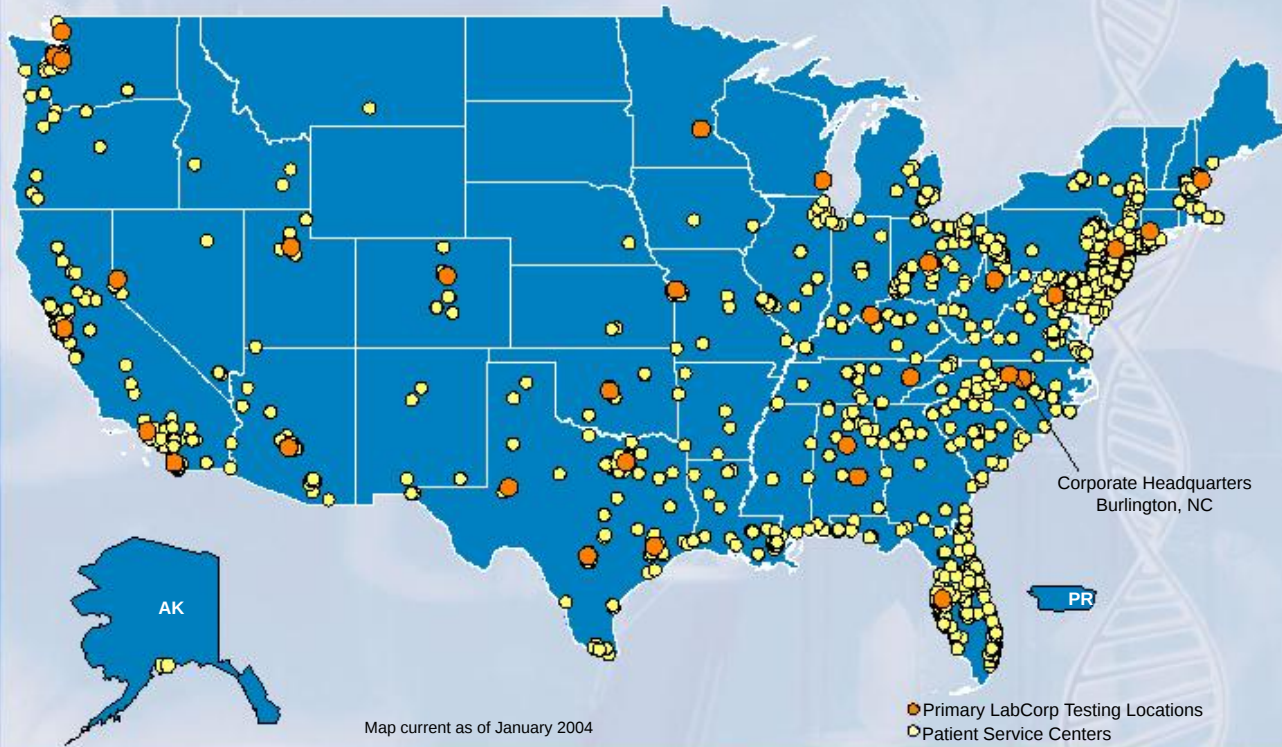 Corporate Headquarters
Burlington, NC
AK
PR
Map current as of January 2004
Primary LabCorp Testing Locations
Patient Service Centers